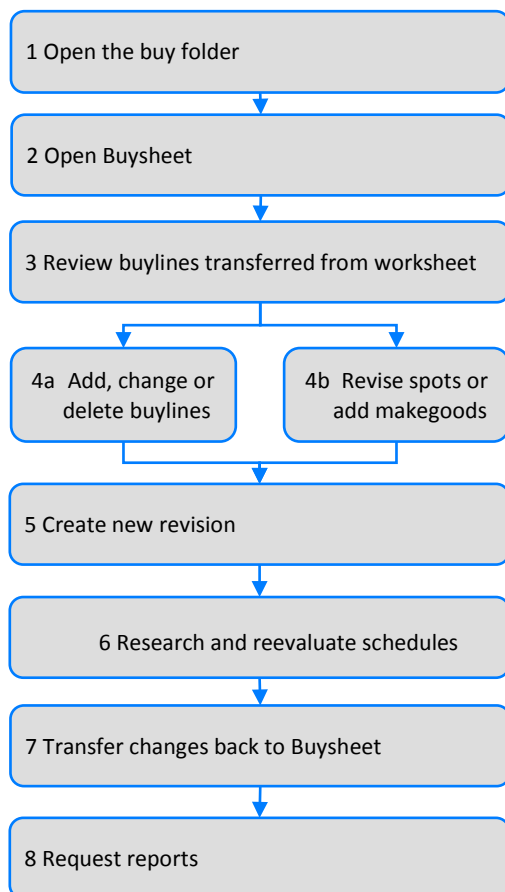 1 Open the buy folder
2 Open Buysheet
3 Review buylines transferred from worksheet
4a Add, change or
delete buylines
4b Revise spots or
add makegoods
5 Create new revision
6 Research and reevaluate schedules
7 Transfer changes back to Buysheet
8 Request reports